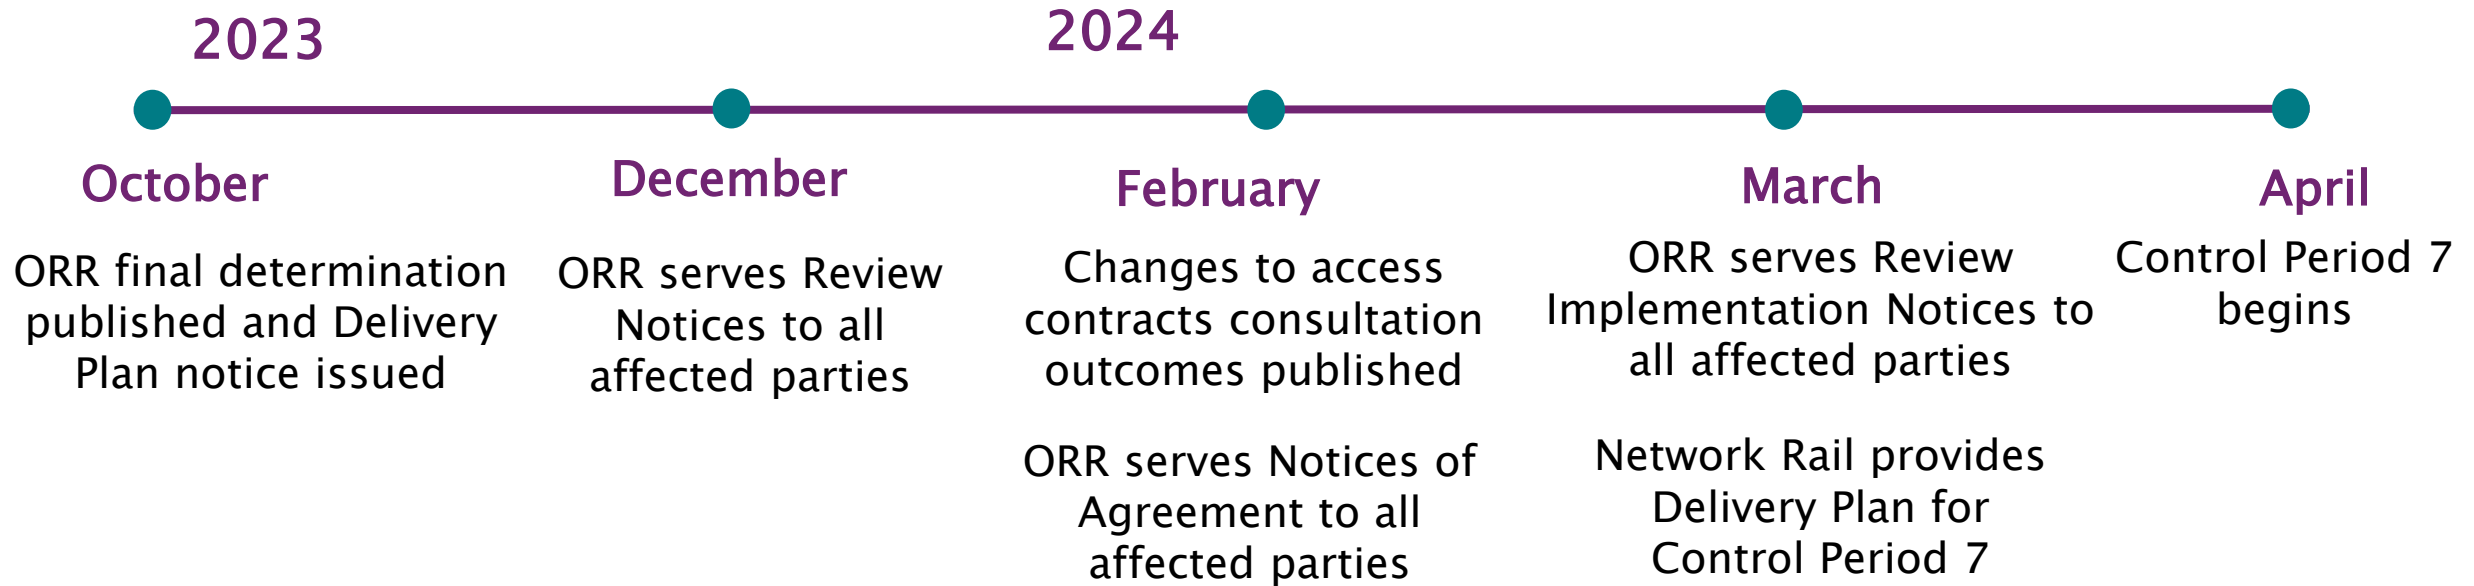 2023
2024
October
ORR final determination
published and Delivery
Plan notice issued
December
ORR serves Review
Notices to all
affected parties
February
Changes to access
contracts consultation
outcomes published
ORR serves Notices of
Agreement to all
affected parties
March
ORR serves Review
Implementation Notices to
all affected parties
Network Rail provides
Delivery Plan for
Control Period 7
April
Control Period 7
begins